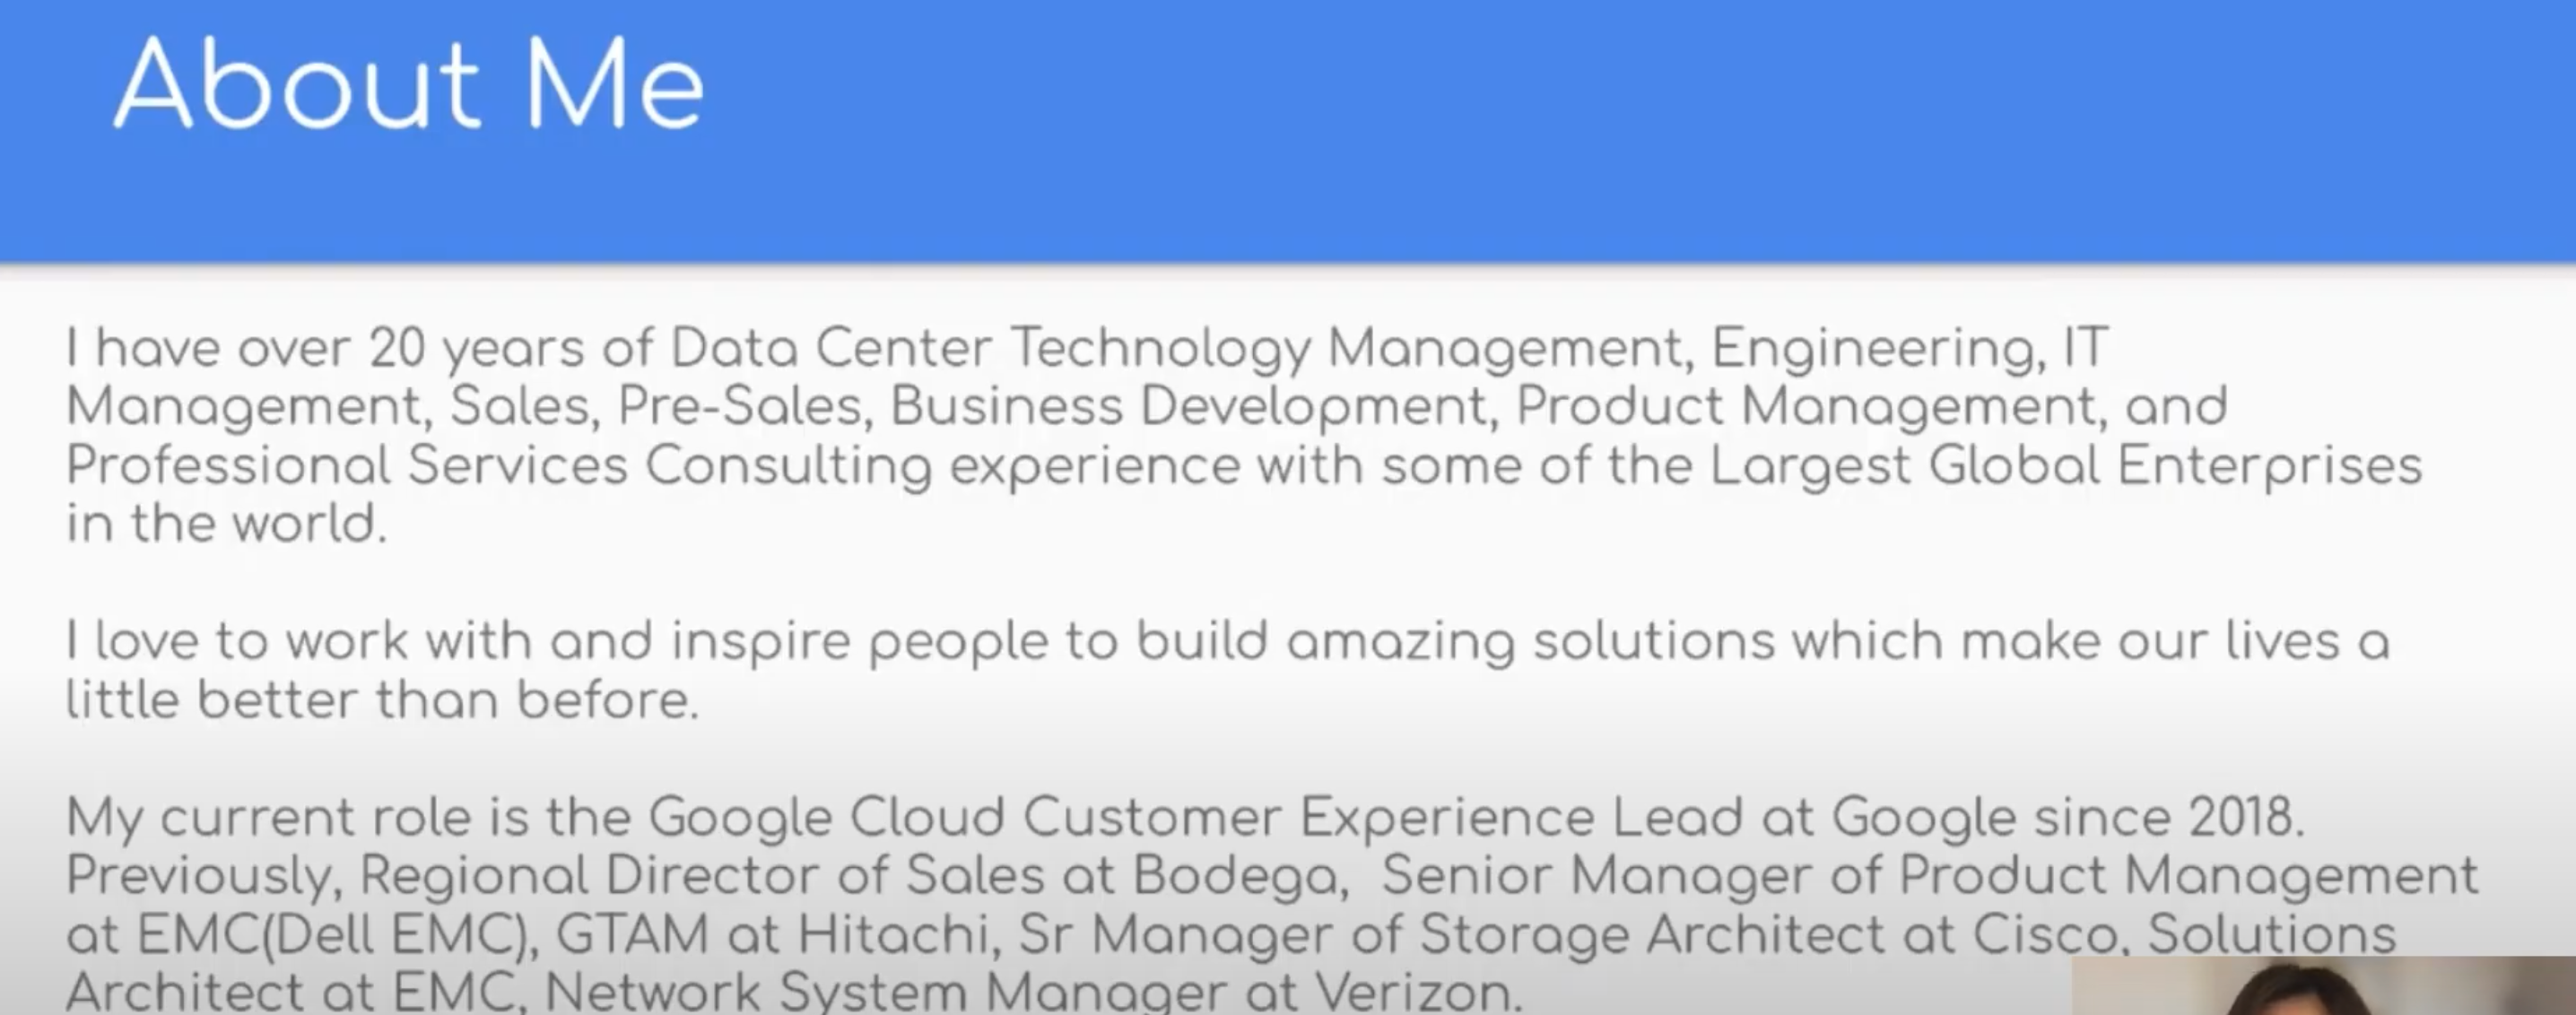 About Me
I have over 20 years of Data Center Technology Management, Engineering, IT
Management, Sales, Pre-Sales, Business Development, Product Management, and
Professional Services Consulting experience with some of the Largest Global Enterprises
in the world.
I love to work with and inspire people to build amazing solutions which make our lives a
little better than before.
My current role is the Google Cloud Customer Experience Lead at Google since 2018.
Previously, Regional Director of Sales at Bodega,  Senior Manager of Product Management
at EMC(Dell EMC), GTAM at Hitachi, Sr Manager of Storage Architect at Cisco, Solutions
Architect at EMC, Network System Manager at Verizon.